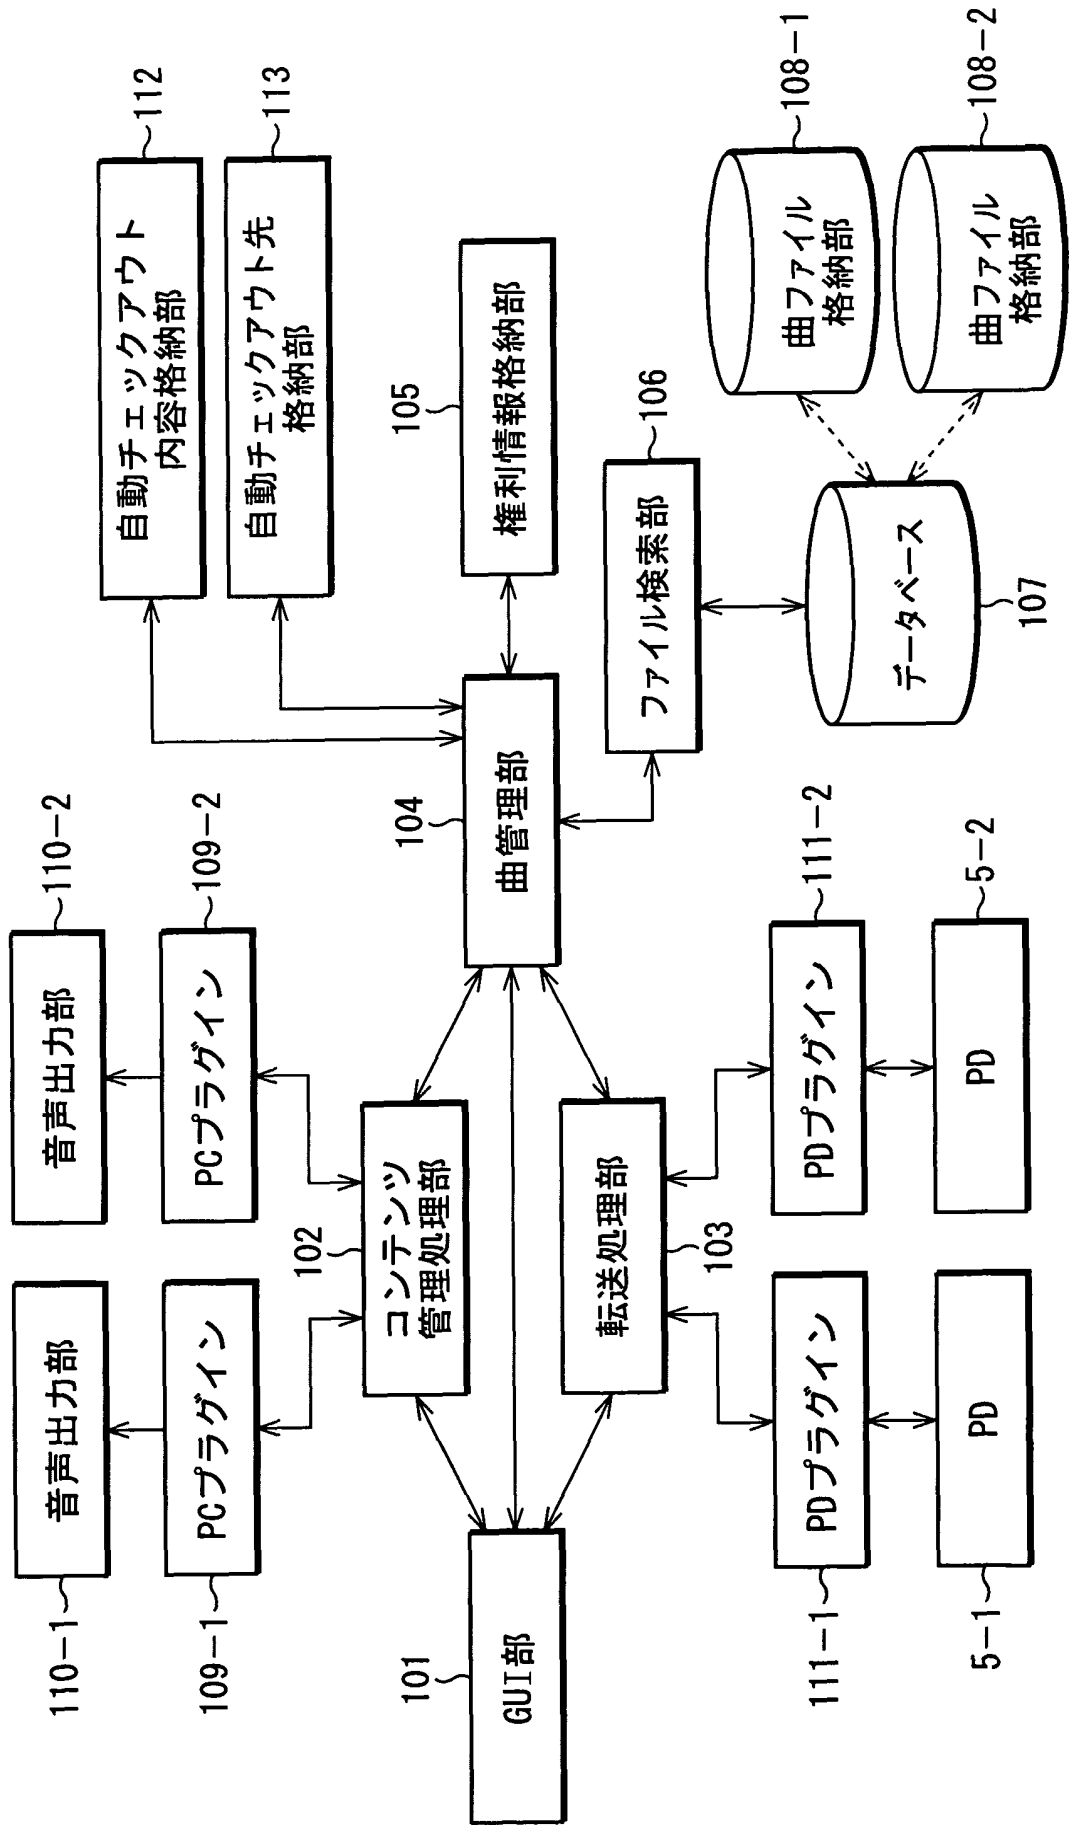 110-1
音声出力部
110-2
音声出力部
109-1
PCプラグイン
109-2
PCプラグイン
112
自動チェックアウト
内容格納部
113
自動チェックアウト先
格納部
102
コンテンツ
管理処理部
101
GUI部
104
曲管理部
105
権利情報格納部
転送処理部
103
106
ファイル検索部
111-1
PDプラグイン
111-2
PDプラグイン
データベース
107
曲ファイル
格納部
108-1
5-1
PD
5-2
PD
曲ファイル
格納部
108-2